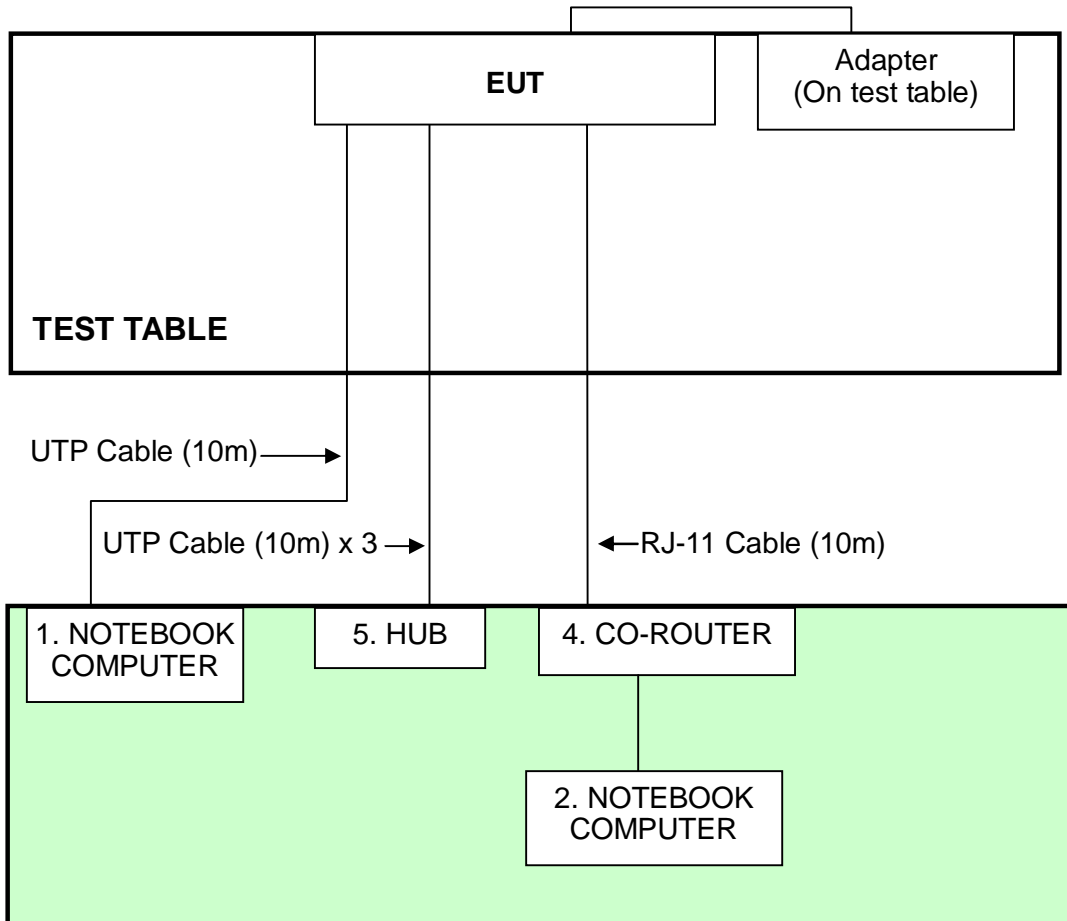 EUT
Adapter
(On test table)
TEST TABLE
UTP Cable (10m)
UTP Cable (10m) x 3
RJ-11 Cable (10m)
1. NOTEBOOK
COMPUTER
5. HUB
4. CO-ROUTER
2. NOTEBOOK
COMPUTER